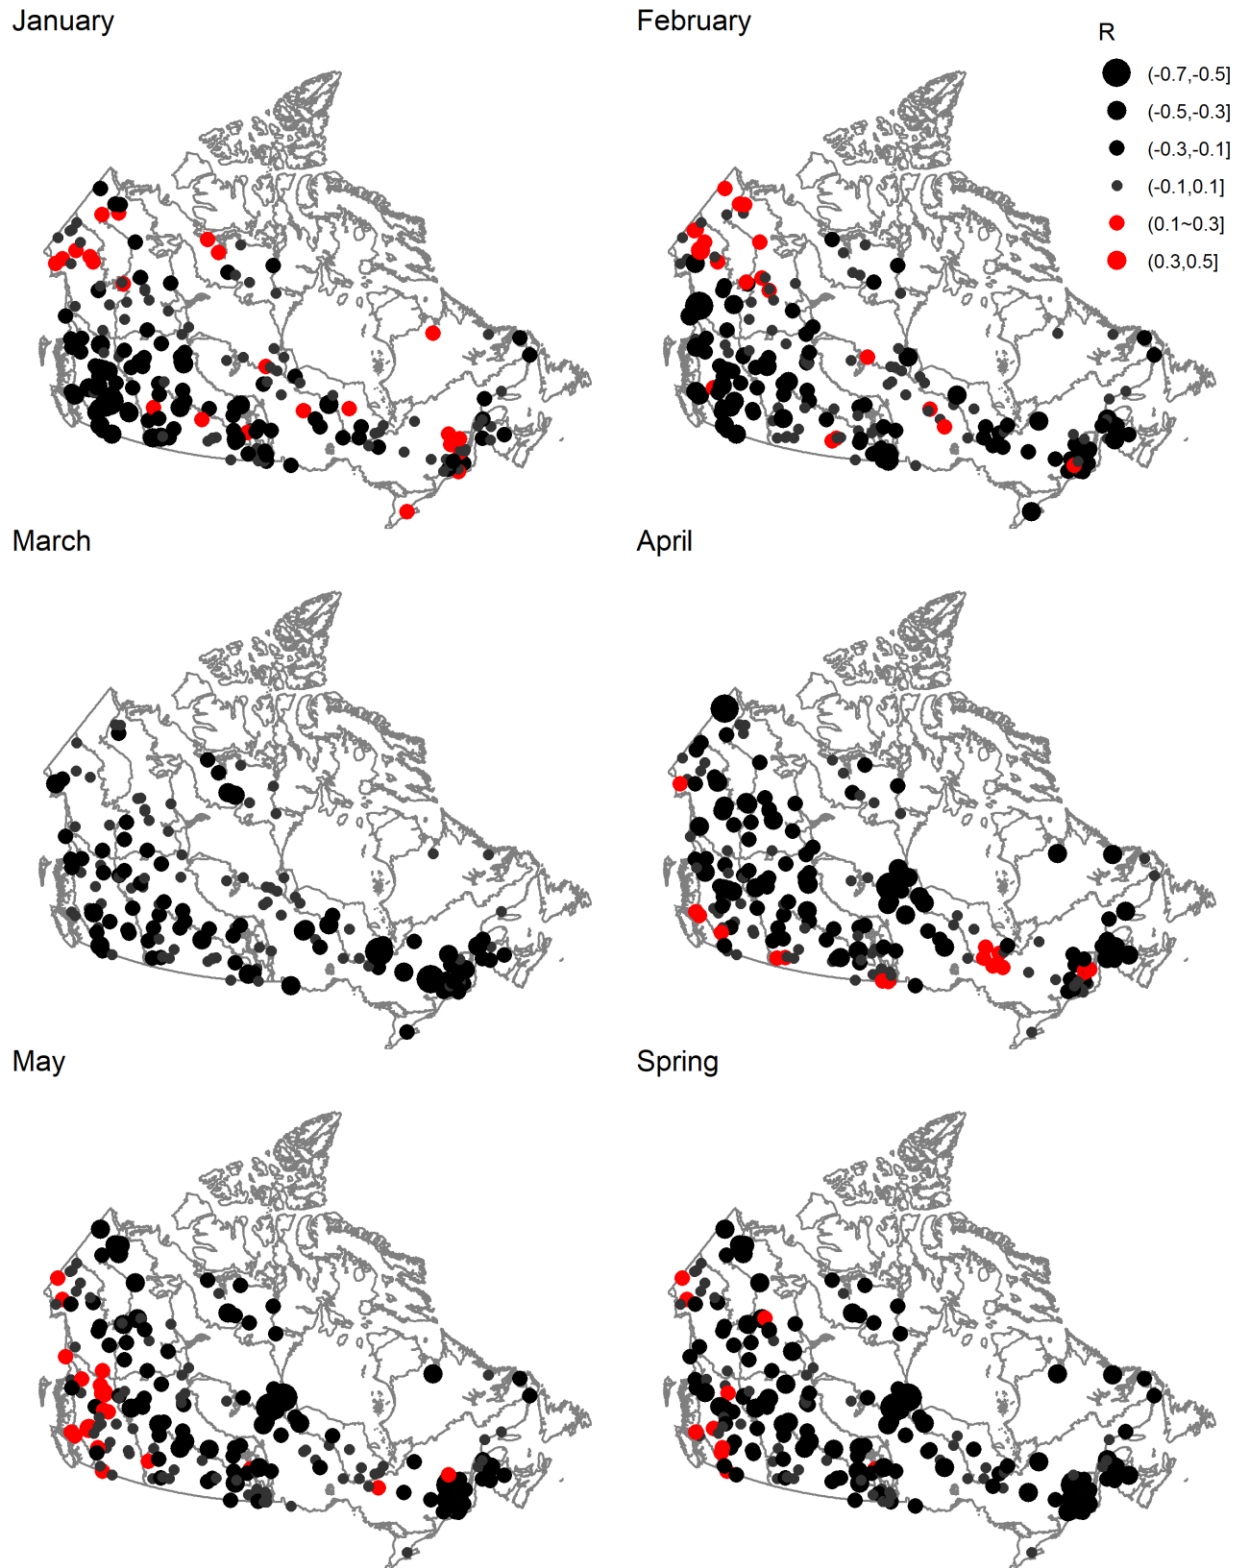 January
February
R
(-0.7,-0.5]
(-0.5,-0.3]
(-0.3,-0.1]
(-0.1,0.1]
(0.1~0.3]
(0.3,0.5]
March
April
May
Spring